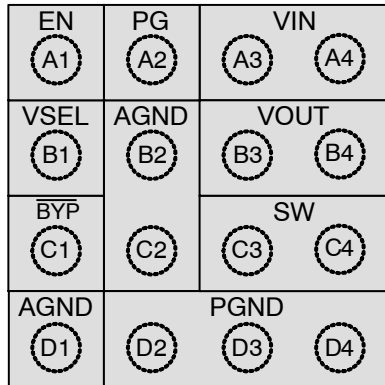 EN PG VIN
A1 A2 A3 A4
VSEL AGND VOUT
B1 B2 B3 B4
BYP SW
C1 C2 C3 C4
AGND PGND
D1 D2 D3 D4